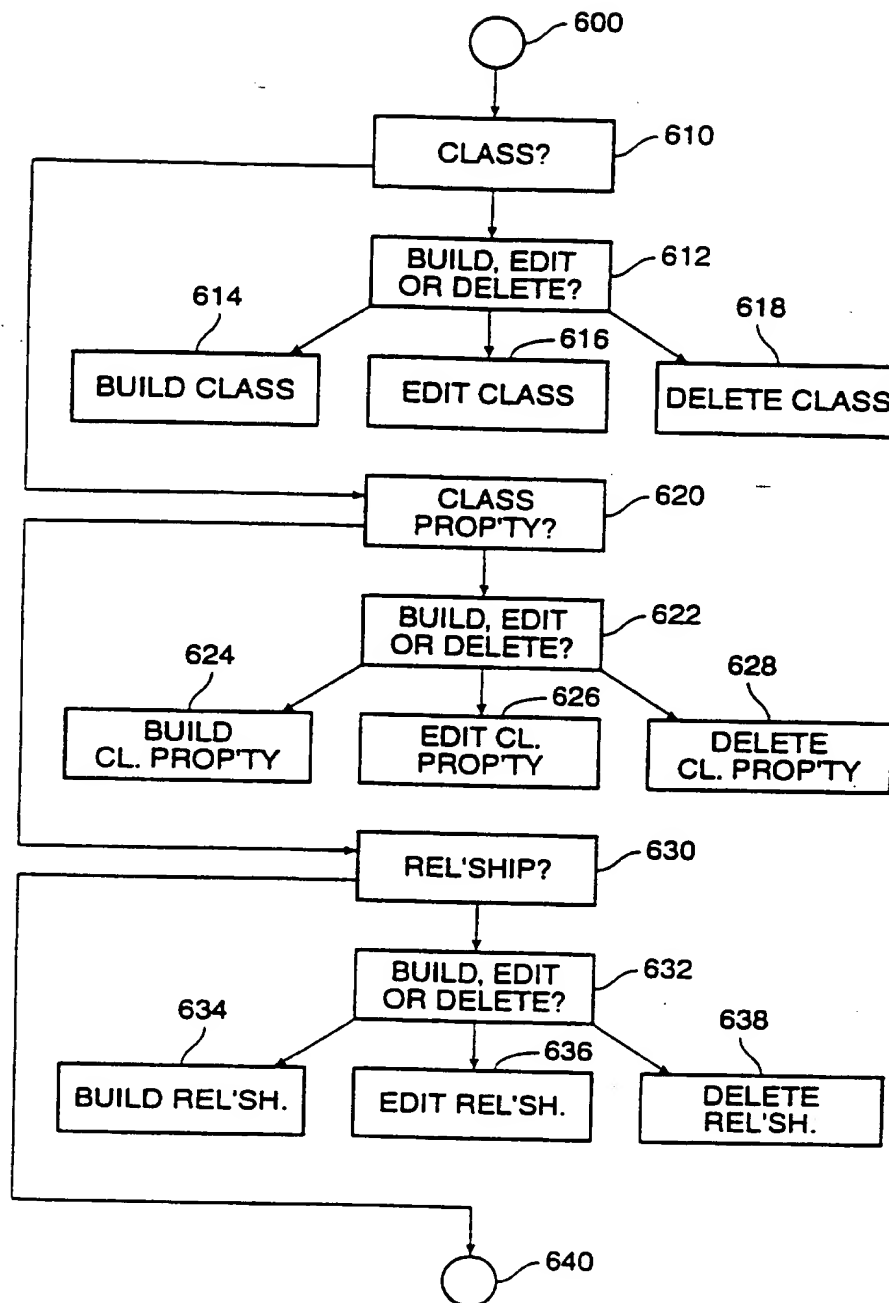 600
CLASS?
610
BUILD, EDIT
OR DELETE?
612
614
616
618
BUILD CLASS
EDIT CLASS
DELETE CLASS
CLASS
PROP'TY?
620
BUILD, EDIT
OR DELETE?
622
624
626
628
BUILD
CL. PROP'TY
EDIT CL.
PROP'TY
DELETE
CL. PROP'TY
REL'SHIP?
630
BUILD, EDIT
OR DELETE?
632
634
636
638
BUILD REL'SH.
EDIT REL'SH.
DELETE
REL'SH.
640